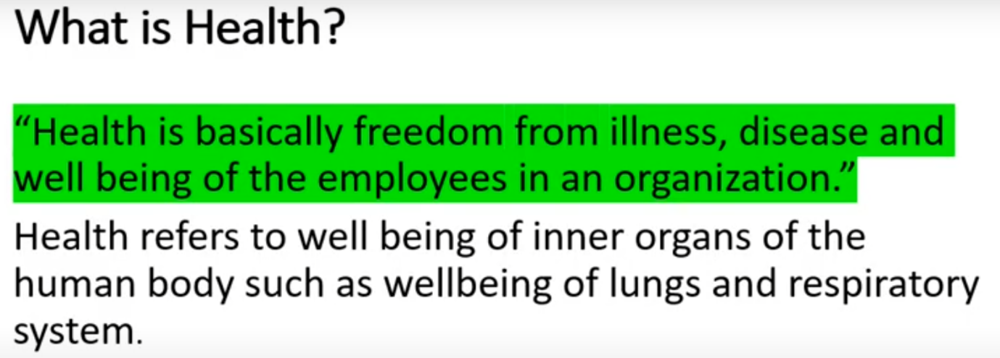 What is Health?
“Health is basically freedom from illness, disease and
well being of the employees in an organization.”
Health refers to well being of inner organs of the
human body such as wellbeing of lungs and respiratory
system.